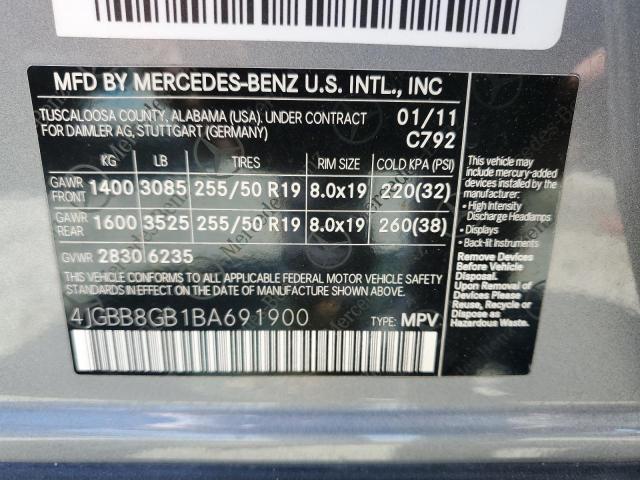 MFD BY MERCEDES-BENZ U.S. INTL., INC
TUSCALOOSA COUNTY, ALABAMA (USA). UNDER CONTRACT 01/11
FOR DAIMLER AG, STUTTGART (GERMANY) C792
KG LB TIRES RIM SIZE COLD KPA (PSI)
GAWR FRONT 1400 3085 255/50 R19 8.0x19 220(32)
GAWR REAR 1600 3525 255/50 R19 8.0x19 260(38)
GVWR 2830 6235
THIS VEHICLE CONFORMS TO ALL APPLICABLE FEDERAL MOTOR VEHICLE SAFETY
STANDARDS IN EFFECT ON THE DATE OF MANUFACTURE SHOWN ABOVE.
4JGBB8GB1BA691900 TYPE: MPV
This vehicle may
include mercury-added
devices installed by the
manufacturer:
• High Intensity
Discharge Headlamps
• Displays
• Back-lit Instruments
Remove Devices
Before Vehicle
Disposal.
Upon Removal of
Devices Please
Reuse, Recycle or
Dispose as
Hazardous Waste.